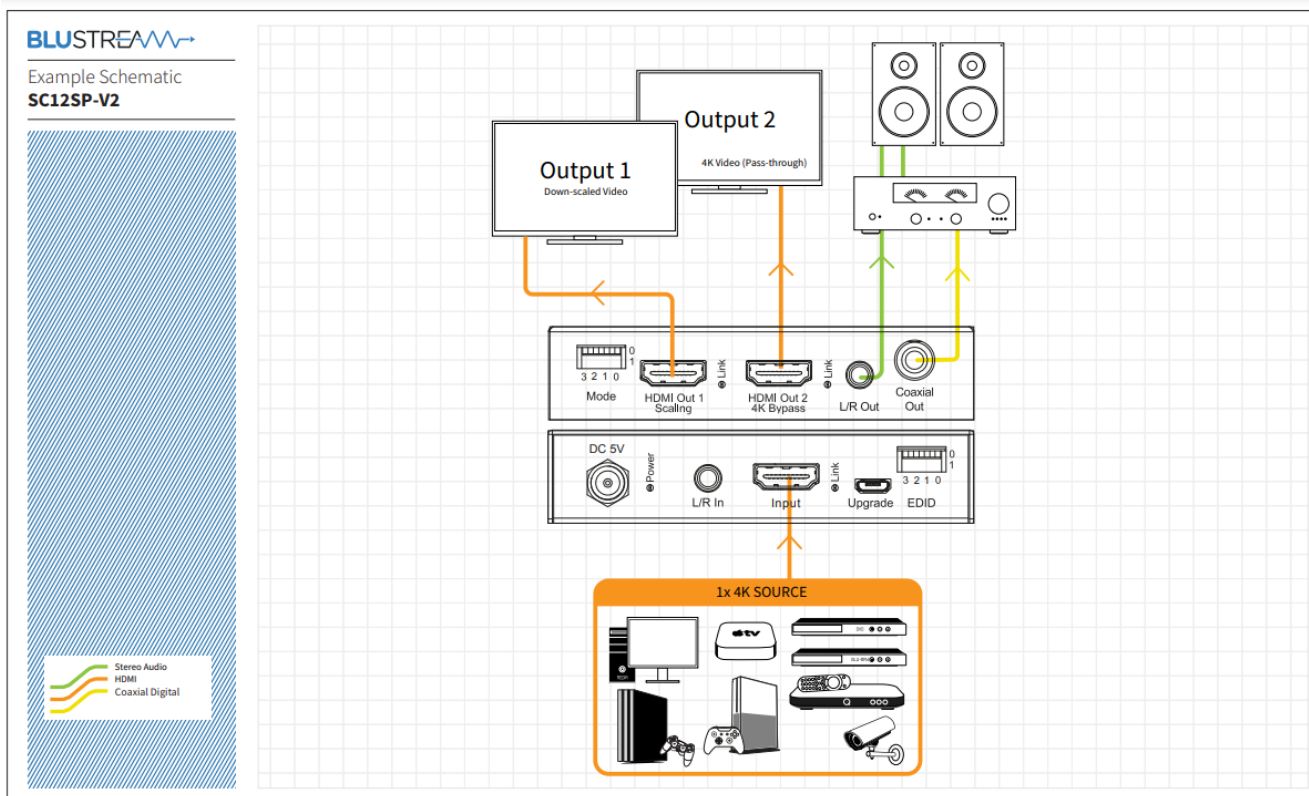 BLUSTREAM
Example Schematic
SC12SP-V2
Output 2
4K Video (Pass-through)
Output 1
Down-scaled Video
0
1
3 2 1 0
Mode
HDMI Out 1
Scaling
Link
HDMI Out 2
4K Bypass
Link
L/R Out
Coaxial
Out
DC 5V
Power
L/R In
Input
Link
Upgrade
0
1
3 2 1 0
EDID
1x 4K SOURCE
tv
Stereo Audio
HDMI
Coaxial Digital